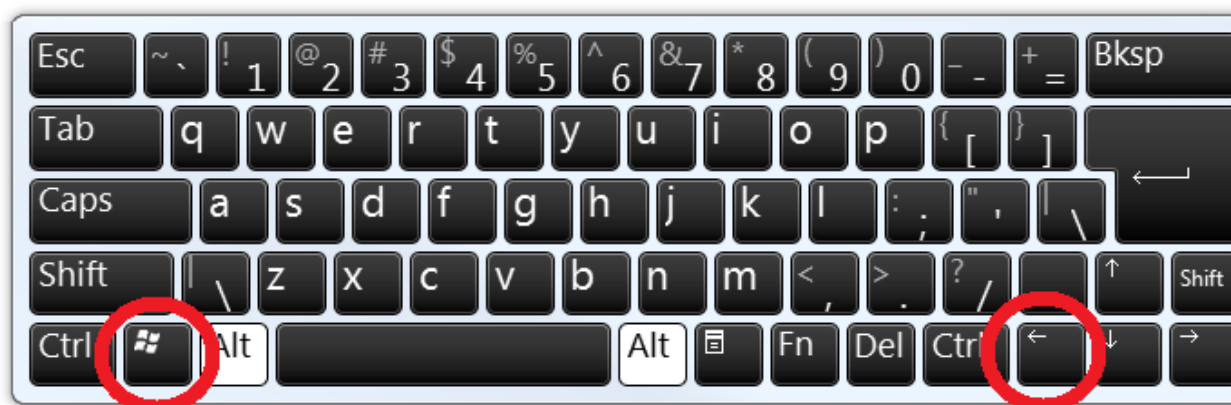 Esc ~ ` ! 1 @ 2 # 3 $ 4 % 5 ^ 6 & 7 * 8 ( 9 ) 0 _ - + = Bksp
Tab q w e r t y u i o p { [ } ]
Caps a s d f g h j k l : ; " ' | \
Shift | \ z x c v b n m < , > . ? / ↑ Shift
Ctrl Alt Alt Fn Del Ctrl ← ↓ →